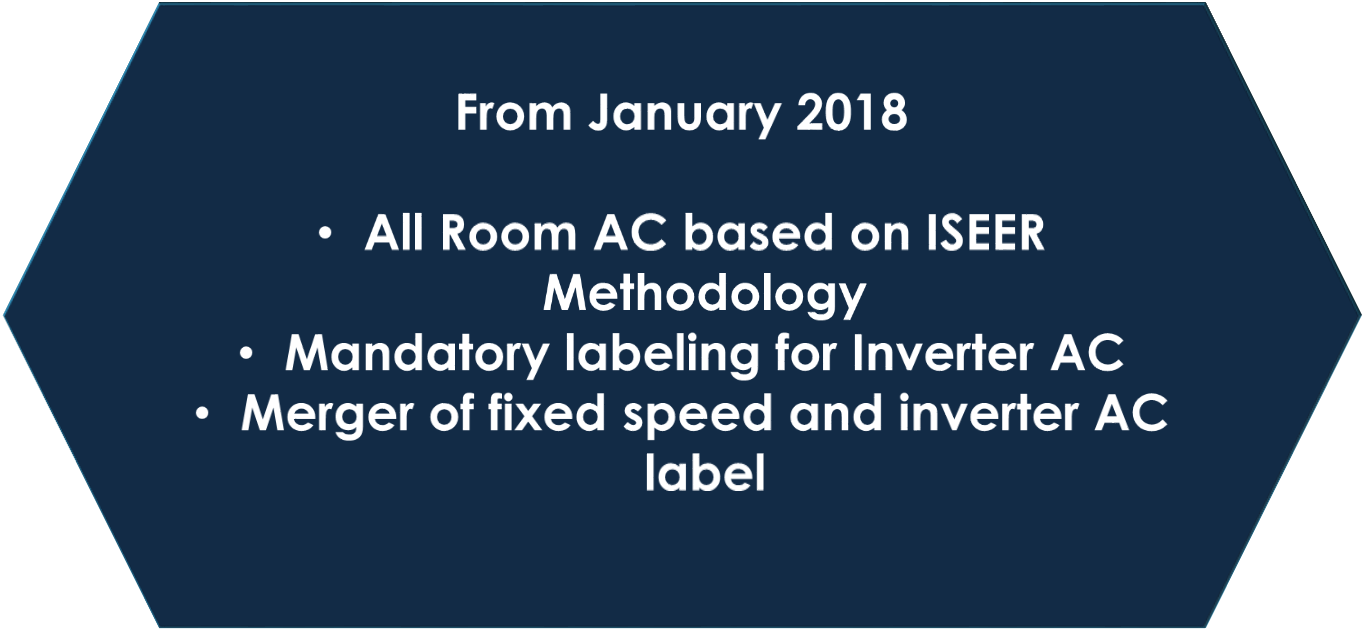 From January 2018
• All Room AC based on ISEER
Methodology
• Mandatory labeling for Inverter AC
• Merger of fixed speed and inverter AC
label